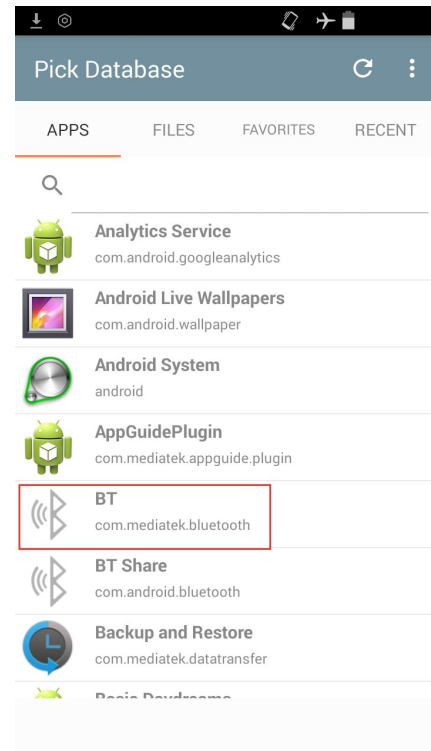 Pick Database
APPS FILES FAVORITES RECENT
Analytics Service
com.android.googleanalytics
Android Live Wallpapers
com.android.wallpaper
Android System
android
AppGuidePlugin
com.mediatek.appguide.plugin
BT
com.mediatek.bluetooth
BT Share
com.android.bluetooth
Backup and Restore
com.mediatek.datatransfer
Basic Daydreams